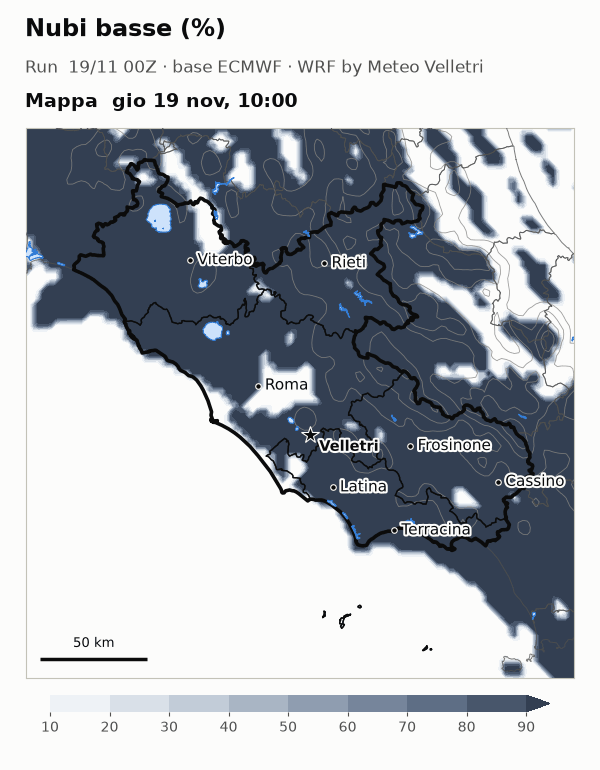 Nubi basse (%)
Run 19/11 00Z · base ECMWF · WRF by Meteo Velletri
Mappa gio 19 nov, 10:00
Viterbo
Rieti
Roma
Velletri
Frosinone
Cassino
Latina
Terracina
50 km
10 20 30 40 50 60 70 80 90